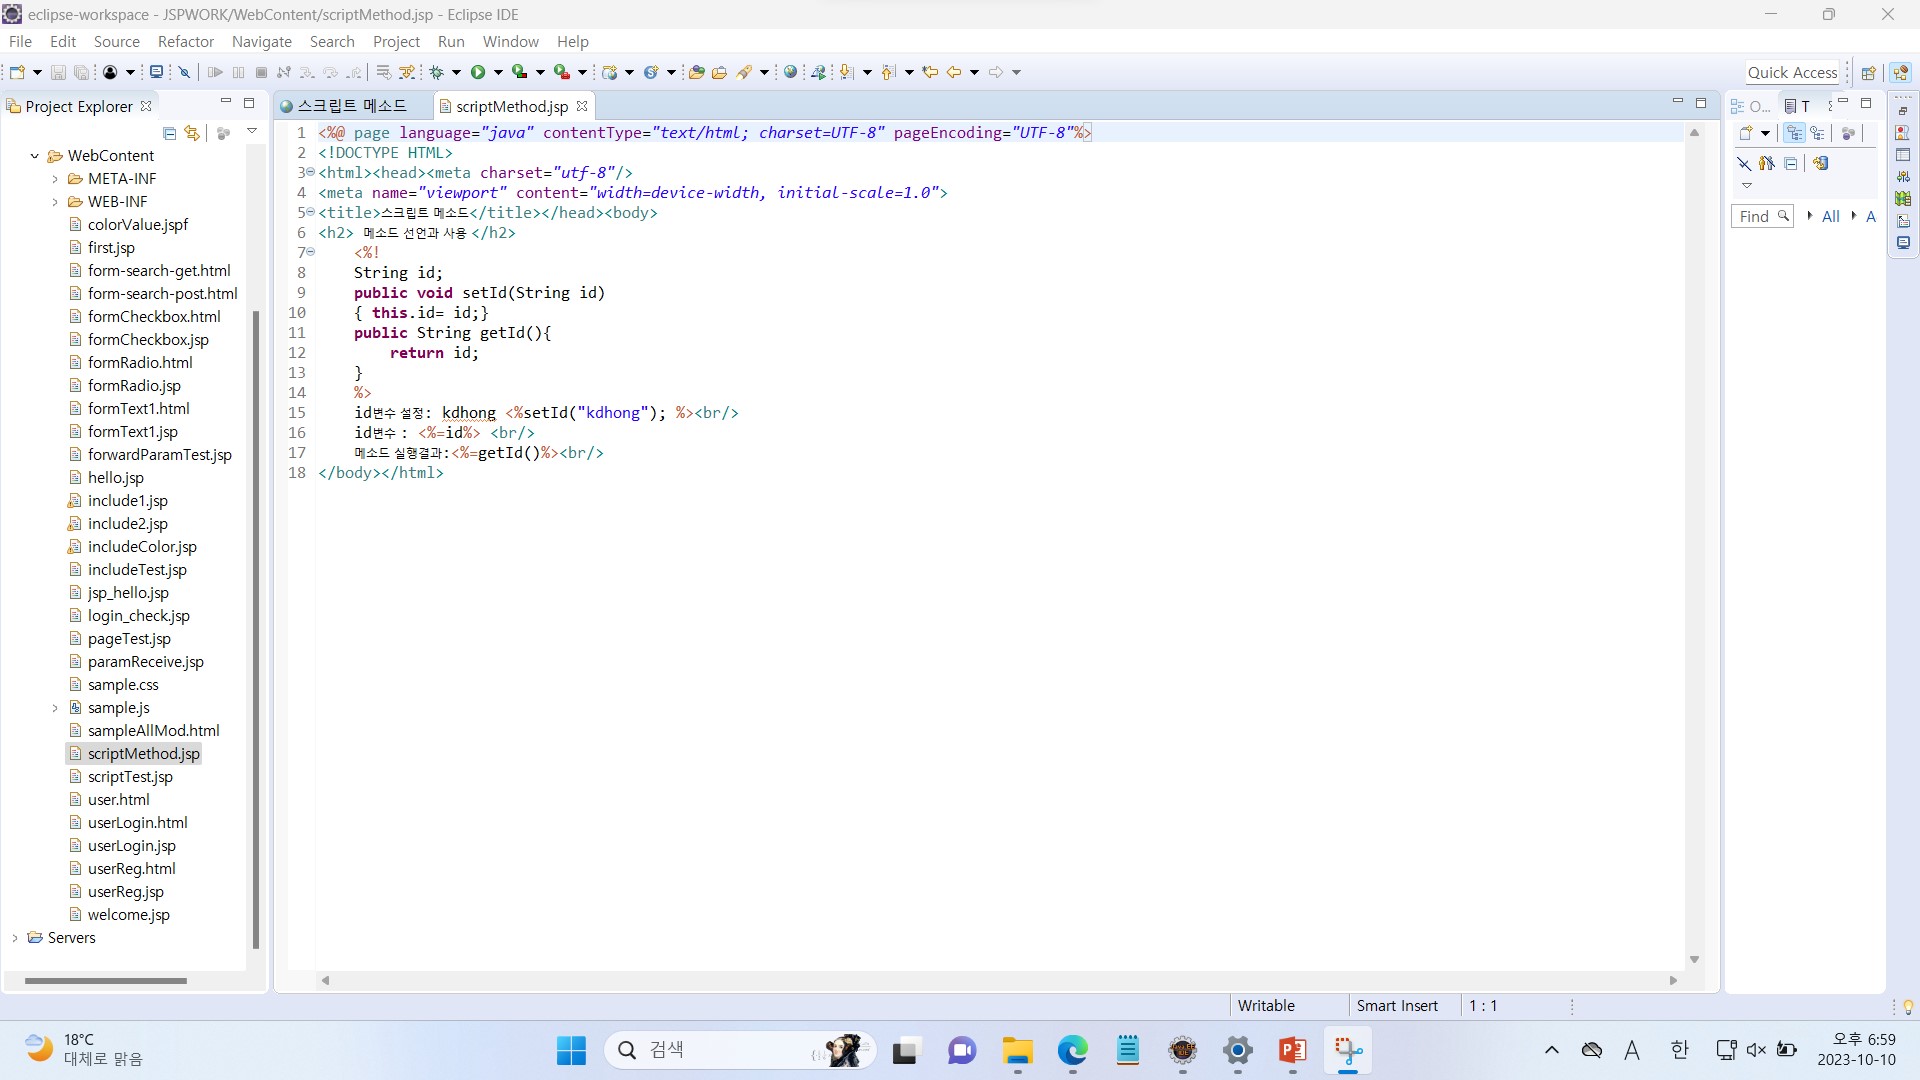 eclipse-workspace - JSPWORK/WebContent/scriptMethod.jsp - Eclipse IDE
File Edit Source Refactor Navigate Search Project Run Window Help
Quick Access
Project Explorer
WebContent
META-INF
WEB-INF
colorValue.jspf
first.jsp
form-search-get.html
form-search-post.html
formCheckbox.html
formCheckbox.jsp
formRadio.html
formRadio.jsp
formText1.html
formText1.jsp
forwardParamTest.jsp
hello.jsp
include1.jsp
include2.jsp
includeColor.jsp
includeTest.jsp
jsp_hello.jsp
login_check.jsp
pageTest.jsp
paramReceive.jsp
sample.css
sample.js
sampleAllMod.html
scriptMethod.jsp
scriptTest.jsp
user.html
userLogin.html
userLogin.jsp
userReg.html
userReg.jsp
welcome.jsp
Servers
스크립트 메소드 scriptMethod.jsp
1 <%@ page language="java" contentType="text/html; charset=UTF-8" pageEncoding="UTF-8"%>
2 <!DOCTYPE HTML>
3 <html><head><meta charset="utf-8"/>
4 <meta name="viewport" content="width=device-width, initial-scale=1.0">
5 <title>스크립트 메소드</title></head><body>
6 <h2> 메소드 선언과 사용 </h2>
7 <%!
8 String id;
9 public void setId(String id)
10 { this.id= id;}
11 public String getId(){
12 return id;
13 }
14 %>
15 id변수 설정: kdhong <%setId("kdhong"); %><br/>
16 id변수 : <%=id%> <br/>
17 메소드 실행결과:<%=getId()%><br/>
18 </body></html>
O... T
Find All A
Writable Smart Insert 1 : 1
18°C
대체로 맑음
검색
A 한
오후 6:59
2023-10-10